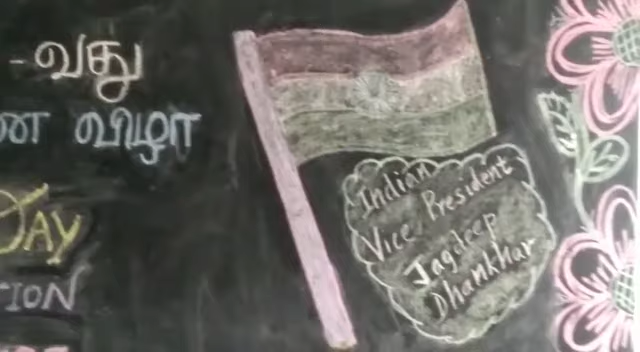 -வது
ன விழா
DAY
TION
Indian
Vice President
Jagdeep
Dhankhar